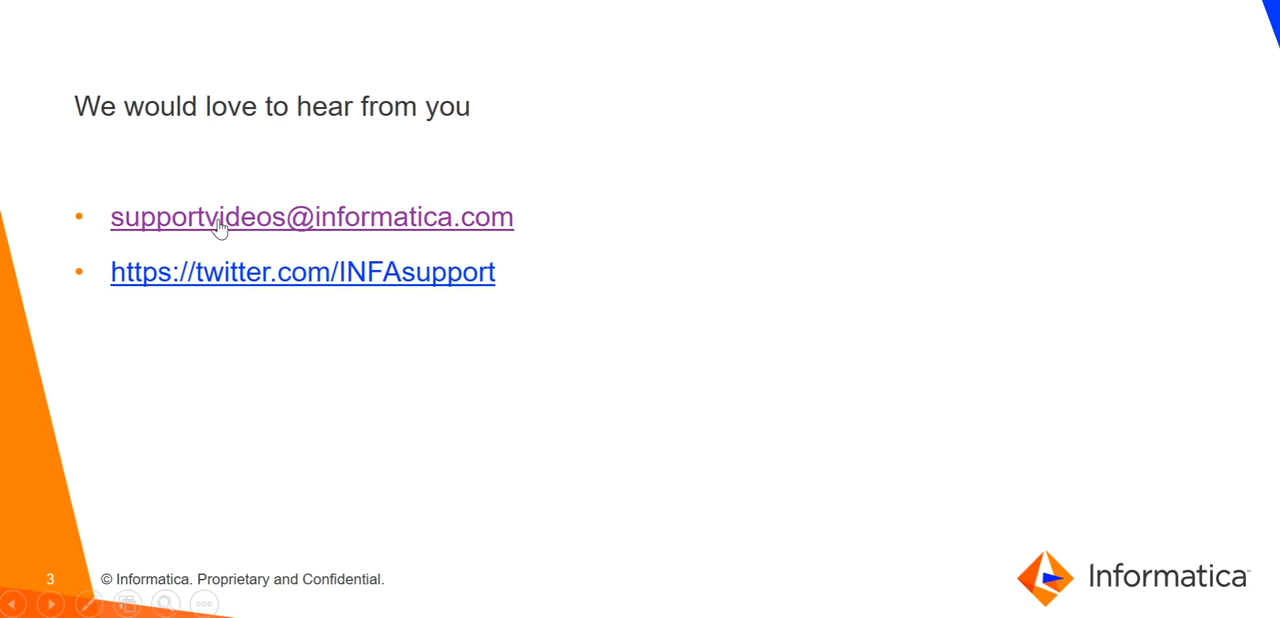 We would love to hear from you
• supportvideos@informatica.com
• https://twitter.com/INFAsupport
3 © Informatica. Proprietary and Confidential.
Informatica™